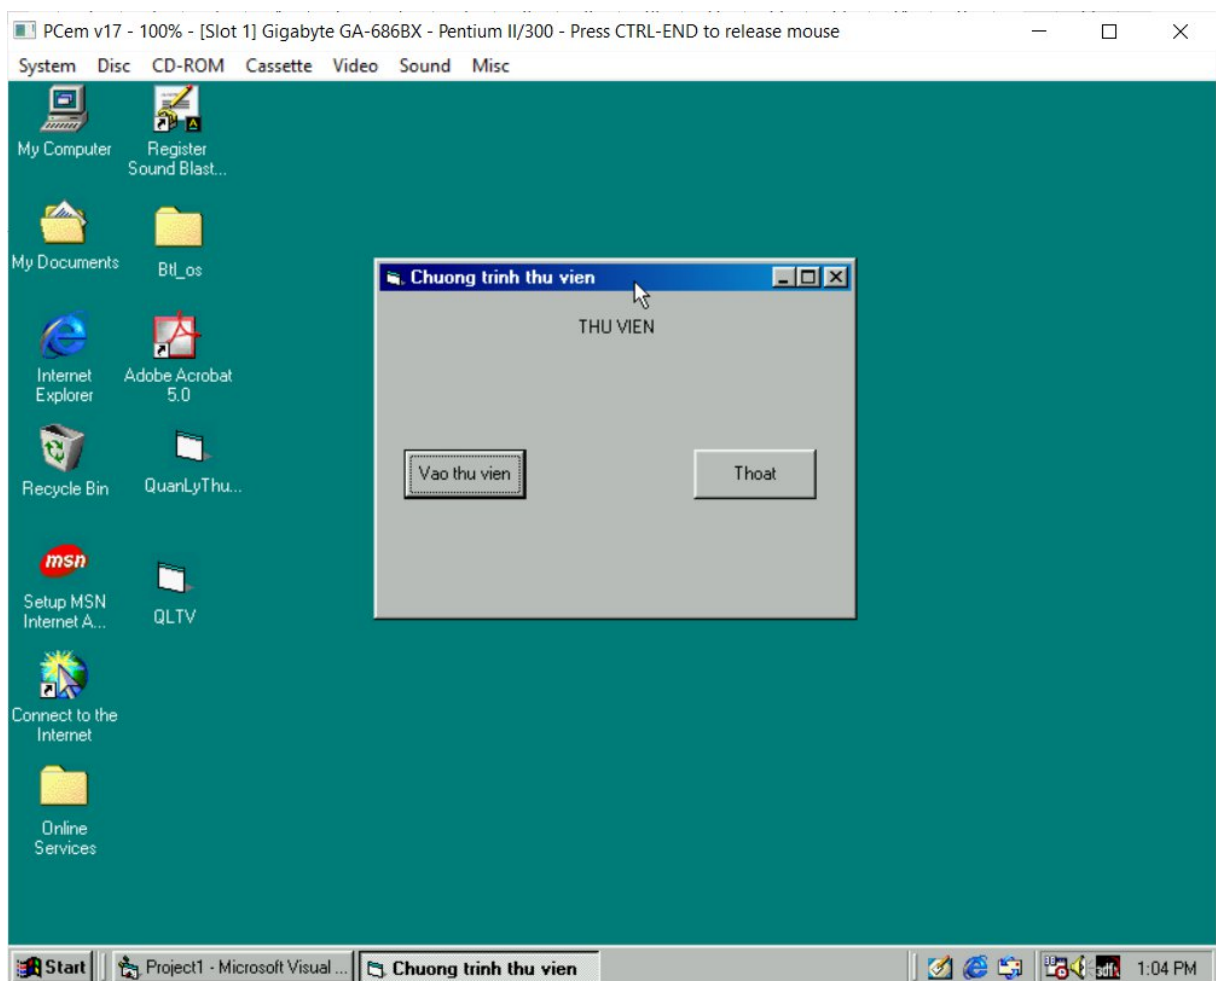 PCem v17 - 100% - [Slot 1] Gigabyte GA-686BX - Pentium II/300 - Press CTRL-END to release mouse
System Disc CD-ROM Cassette Video Sound Misc
My Computer
Register
Sound Blast...
My Documents
Btl_os
Internet
Explorer
Adobe Acrobat
5.0
Recycle Bin
QuanLyThu...
msn
Setup MSN
Internet A...
QLTV
Connect to the
Internet
Online
Services
Chuong trinh thu vien
THU VIEN
Vao thu vien
Thoat
Start
Project1 - Microsoft Visual ...
Chuong trinh thu vien
1:04 PM